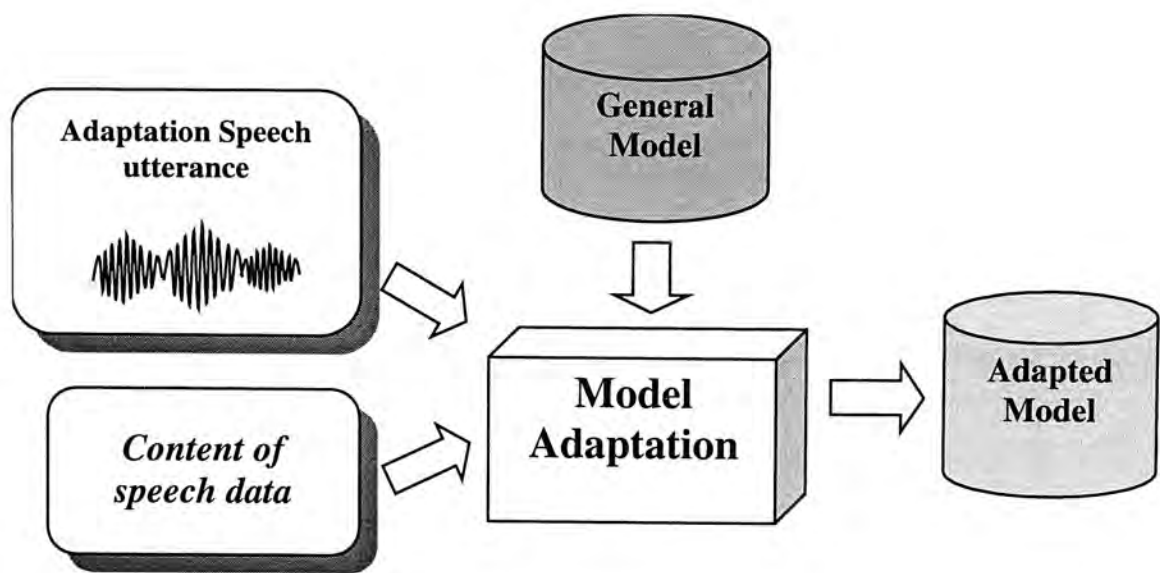 Adaptation Speech
utterance
General
Model
Content of
speech data
Model
Adaptation
Adapted
Model